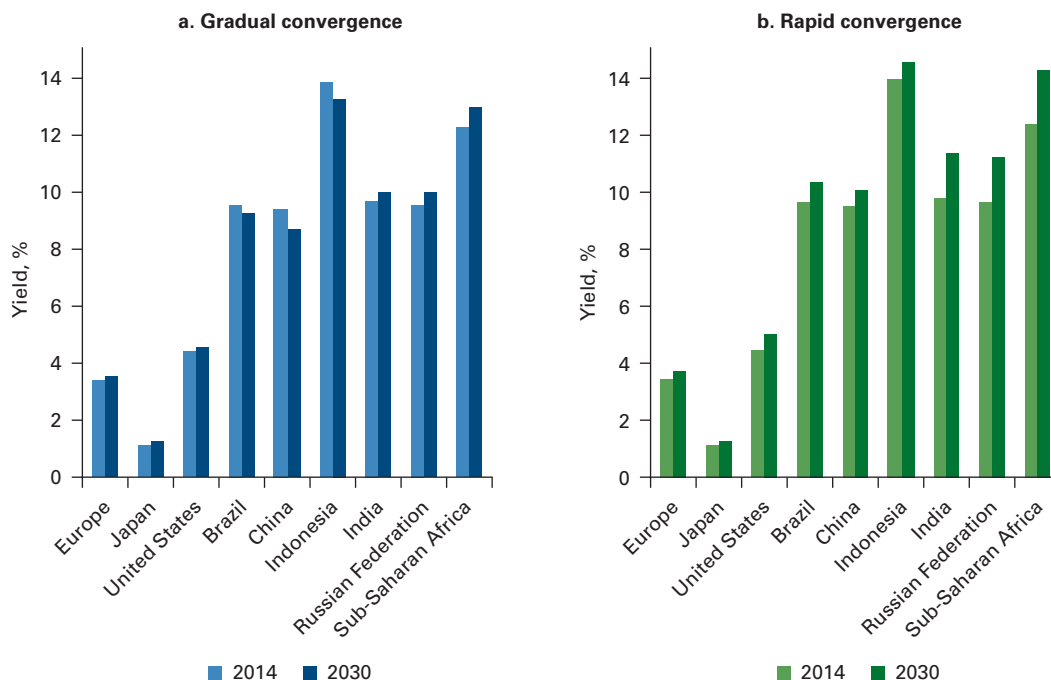 a. Gradual convergence
Yield, %
14
12
10
8
6
4
2
0
Europe
Japan
United States
Brazil
China
Indonesia
India
Russian Federation
Sub-Saharan Africa
2014 2030
b. Rapid convergence
Yield, %
14
12
10
8
6
4
2
0
Europe
Japan
United States
Brazil
China
Indonesia
India
Russian Federation
Sub-Saharan Africa
2014 2030